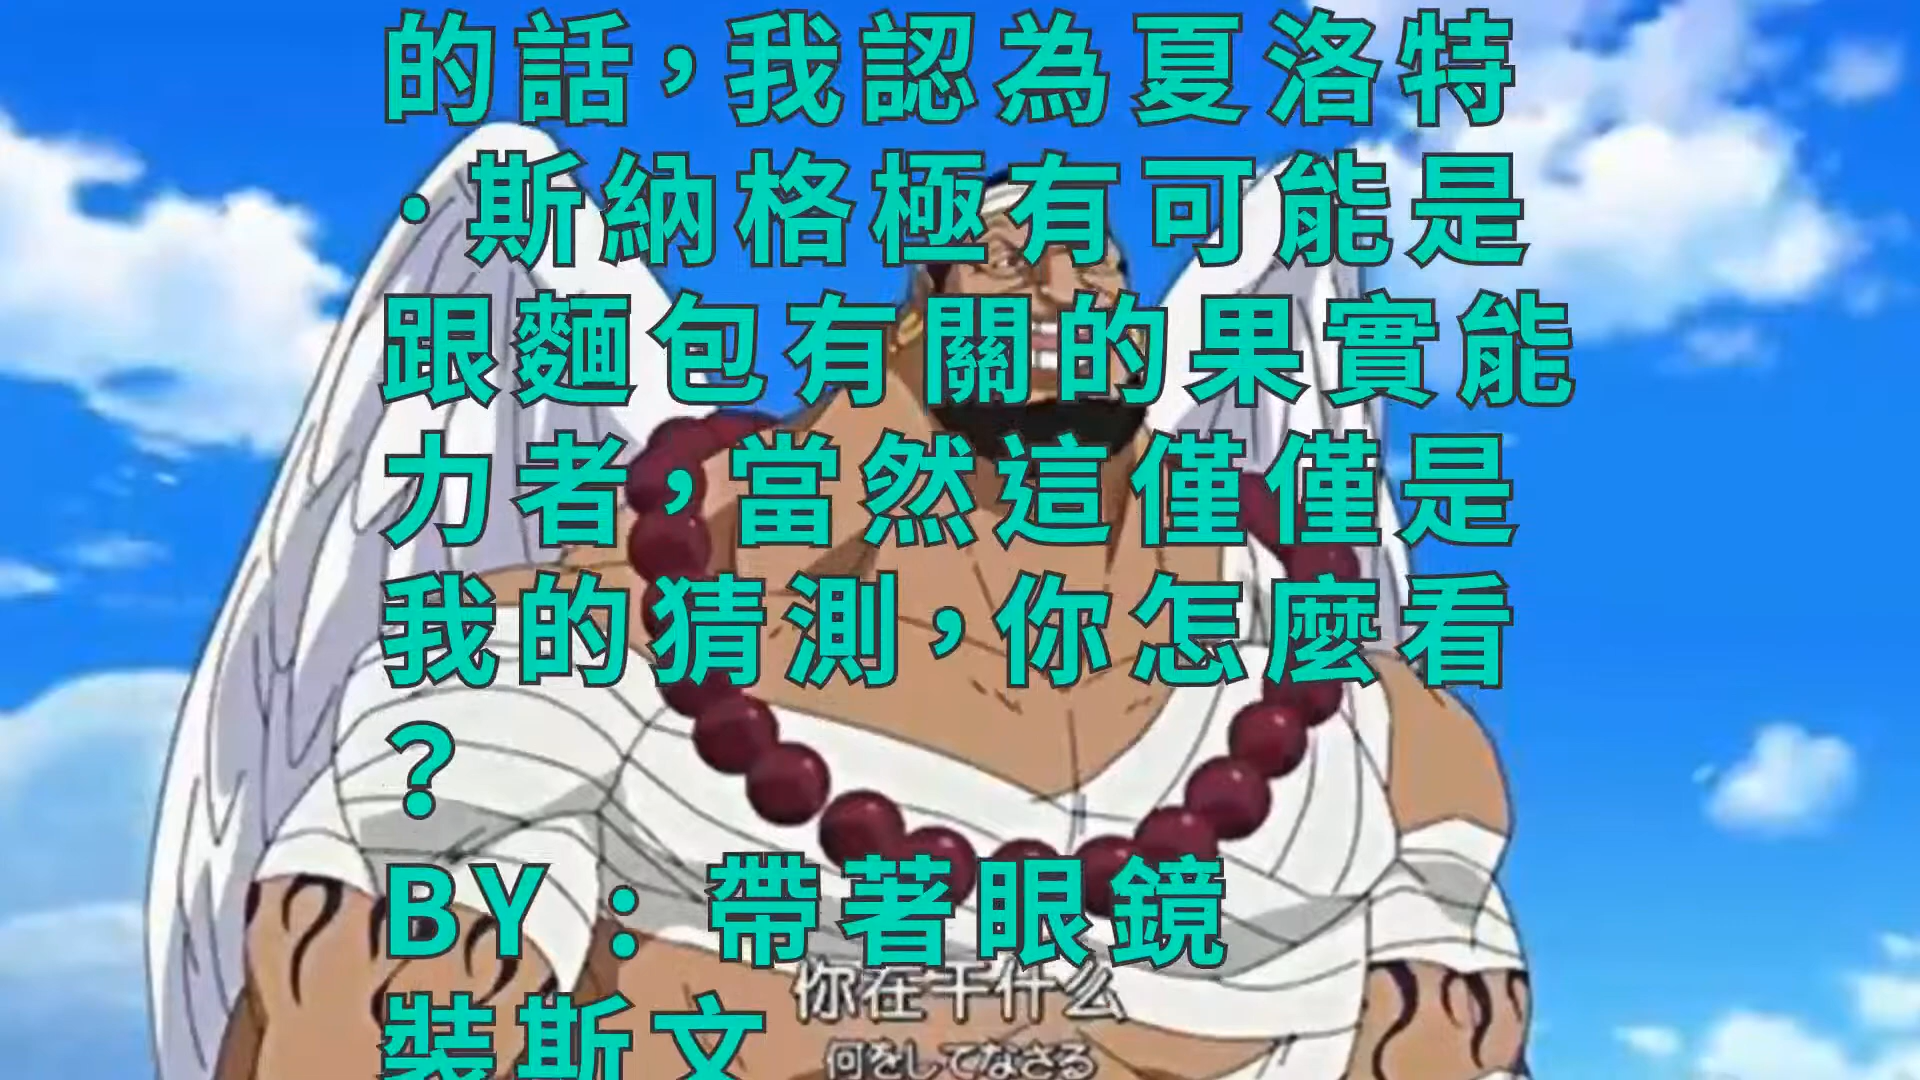 的話，我認為夏洛特
·斯納格極有可能是
跟麵包有關的果實能
力者，當然這僅僅是
我的猜測，你怎麼看
？
BY：帶著眼鏡
裝斯文
你在干什么
何をしてなさる